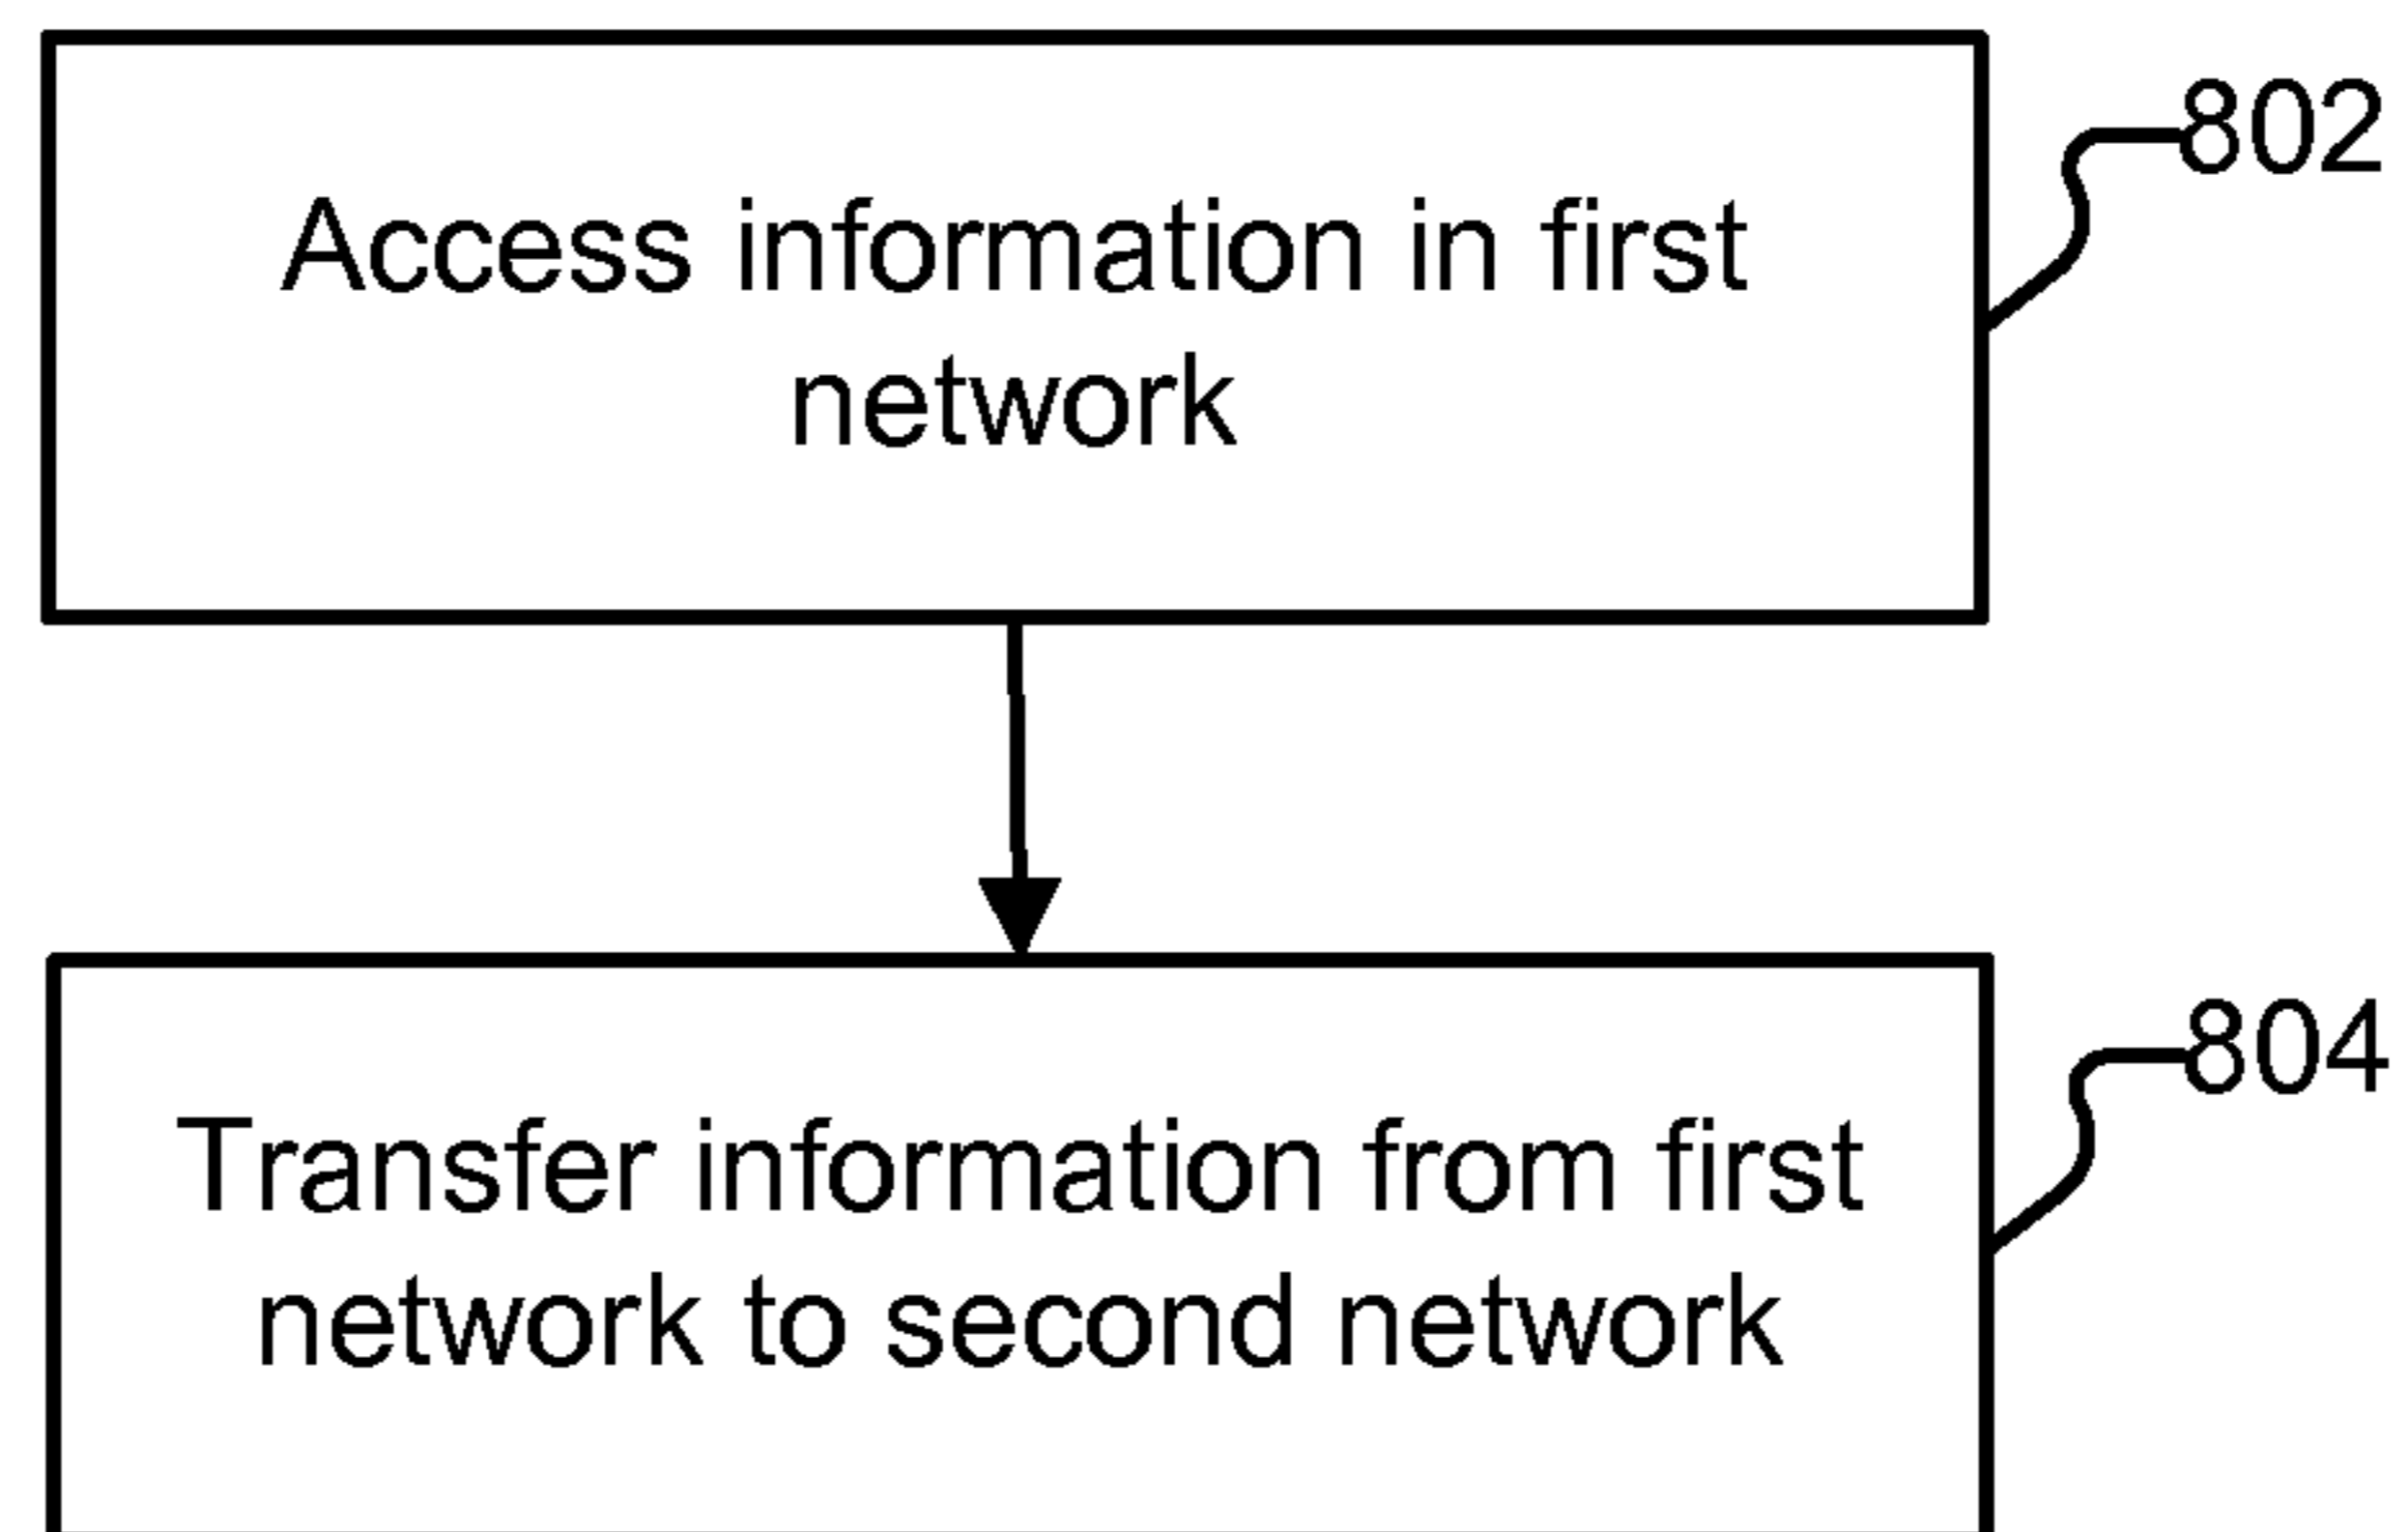 802
Access information in first
network
804
Transfer information from first
network to second network